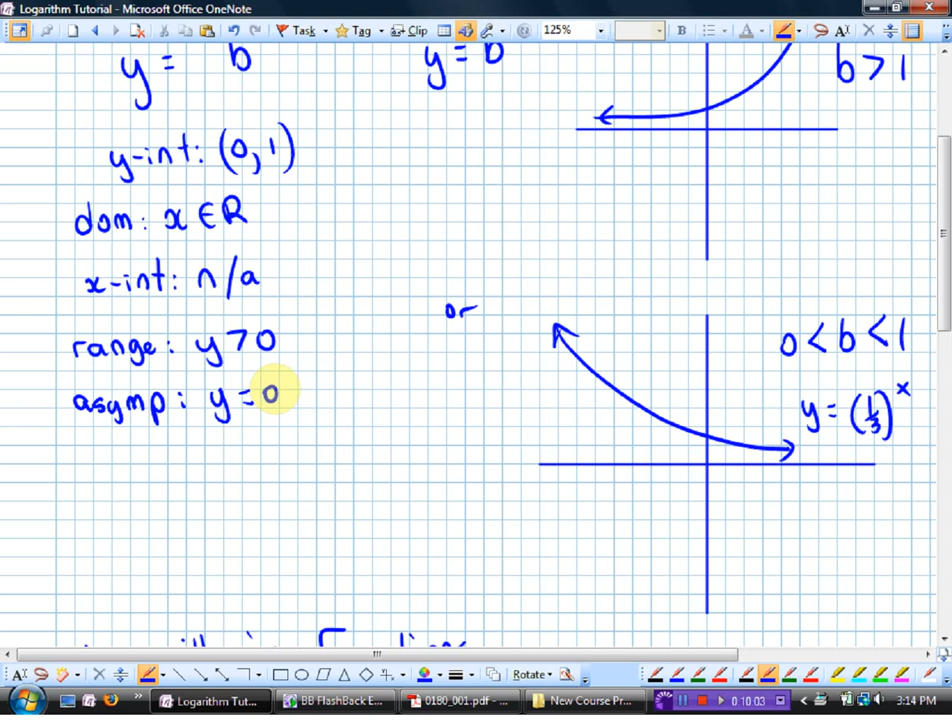 Logarithm Tutorial - Microsoft Office OneNote
Task Tag Clip 125% B A
y = b
y = b
b > 1
y-int: (0, 1)
dom: x ∈ R
x-int: n/a
or
range: y > 0
0 < b < 1
asymp: y = 0
y = (1/3)^x
Rotate
Logarithm Tut... BB FlashBack E... 0180_001.pdf - ... New Course Pr... 0:10:03 3:14 PM